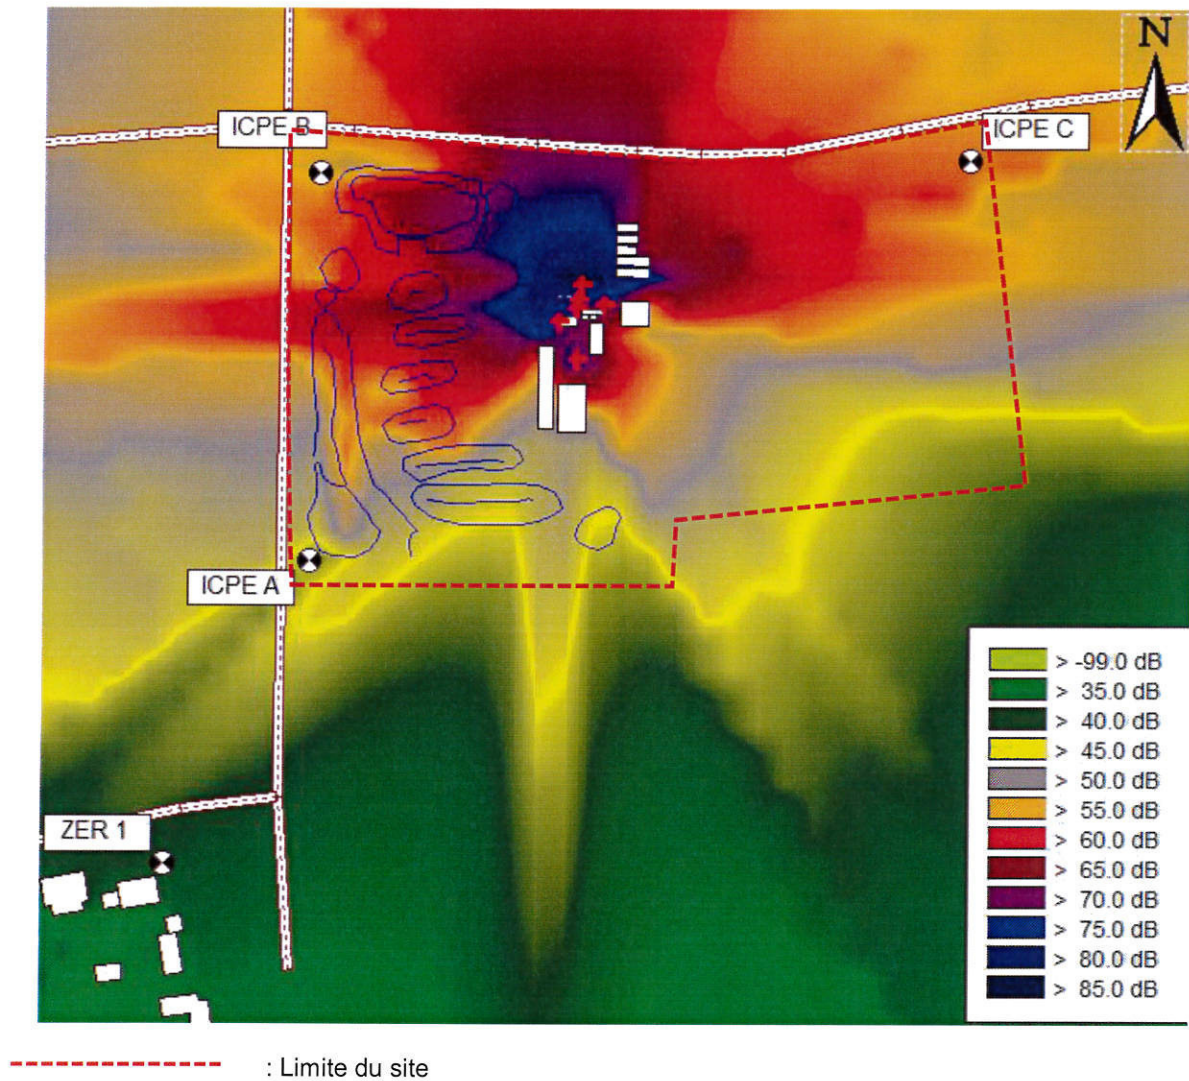 N
ICPE B
ICPE C
ICPE A
ZER 1
> -99.0 dB
> 35.0 dB
> 40.0 dB
> 45.0 dB
> 50.0 dB
> 55.0 dB
> 60.0 dB
> 65.0 dB
> 70.0 dB
> 75.0 dB
> 80.0 dB
> 85.0 dB
: Limite du site